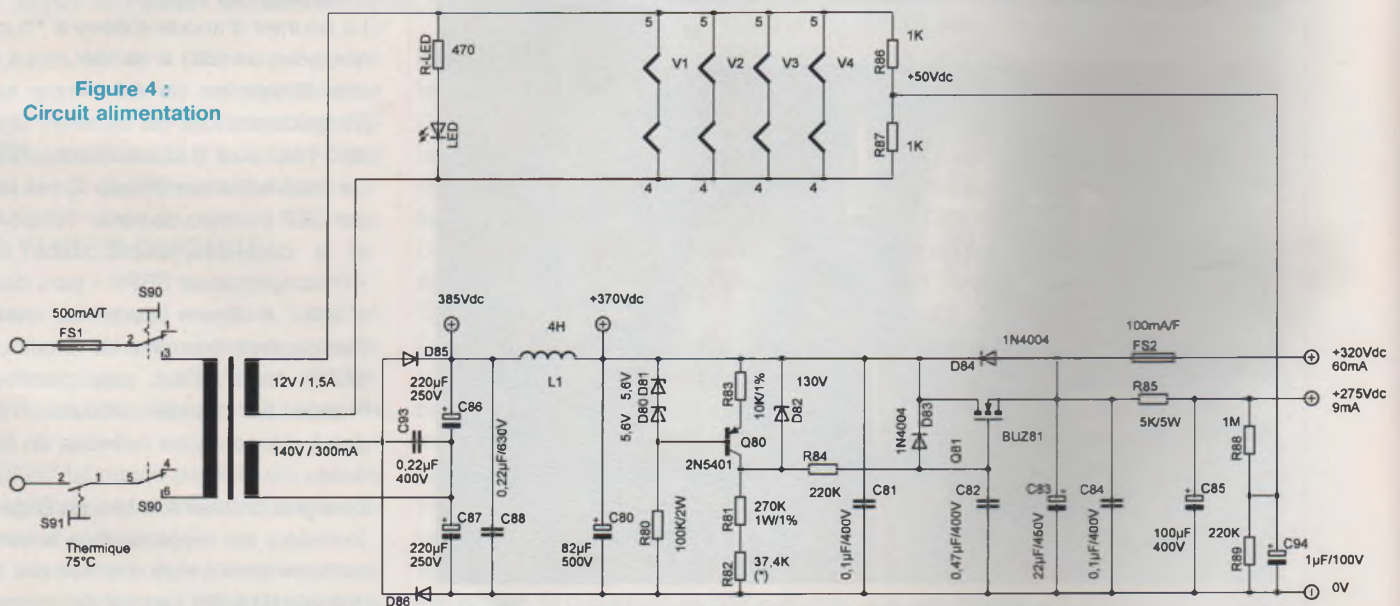 Figure 4 :
Circuit alimentation
R-LED
470
LED
5
5
V1
V2
V3
V4
4
4
1K
R86
+50Vdc
R87
1K
500mA/T
FS1
S90
2
1
3
12V / 1,5A
140V / 300mA
2
1
5
4
6
S91
S90
Thermique
75°C
385Vdc
+370Vdc
4H
L1
D85
220µF
250V
C86
C93
0,22µF
400V
0,22µF/630V
C88
C87
220µF
250V
D86
C80
82µF
500V
5,6V
D81
5,6V
D80
R80
100K/2W
R83
10K/1%
130V
D82
Q80
2N5401
R81
270K
1W/1%
R82
37,4K
(*)
R84
220K
C81
0,1µF/400V
1N4004
D83
1N4004
D84
Q81
BUZ81
C82
0,47µF/400V
C83
22µF/450V
C84
0,1µF/400V
100mA/F
FS2
R85
5K/5W
C85
100µF
400V
1M
R88
220K
R89
C94
1µF/100V
+320Vdc
60mA
+275Vdc
9mA
0V